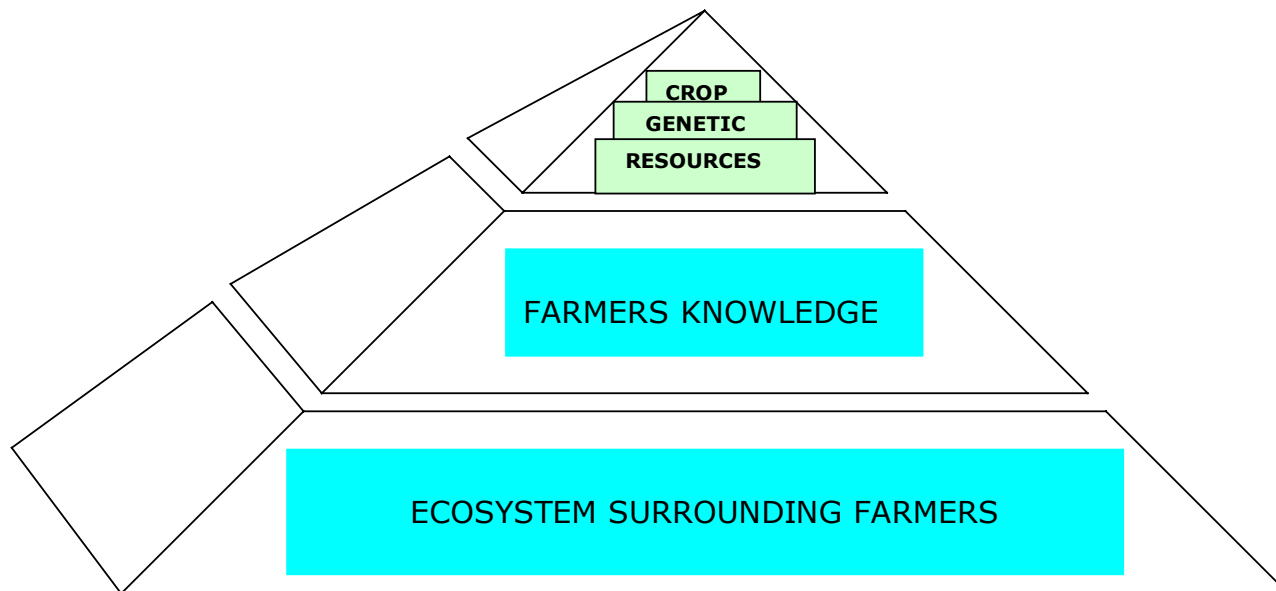 CROP
GENETIC
RESOURCES
FARMERS KNOWLEDGE
ECOSYSTEM SURROUNDING FARMERS